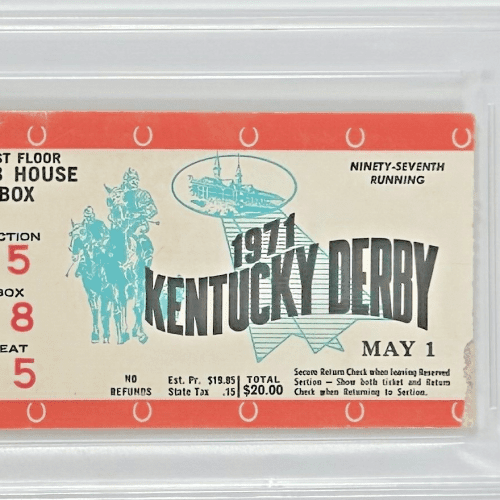 ST FLOOR
B HOUSE
BOX
CTION
5
BOX
8
EAT
5
NINETY-SEVENTH
RUNNING
1971
KENTUCKY DERBY
MAY 1
NO
REFUNDS
Est. Pr. $19.85
State Tax .15
TOTAL
$20.00
Secure Return Check when leaving Reserved
Section — Show both ticket and Return
Check when Returning to Section.